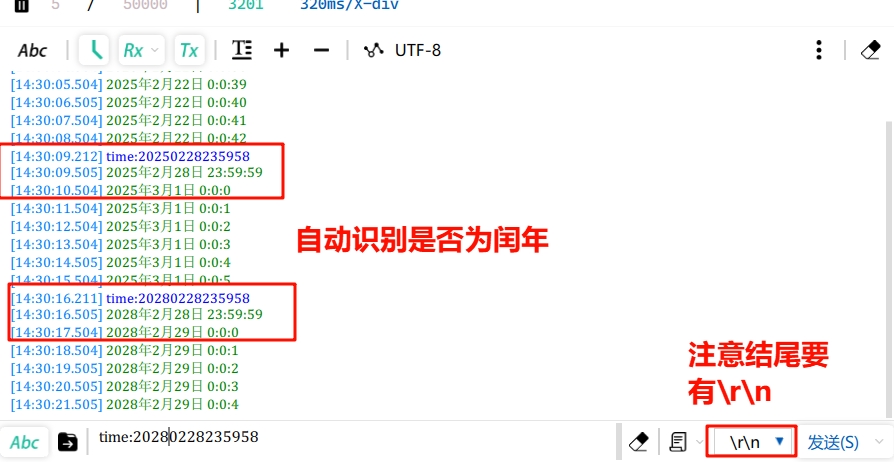 5 / 50000 | 3201 320ms/X-div
Abc Rx Tx T UTF-8
[14:30:05.504] 2025年2月22日 0:0:39
[14:30:06.505] 2025年2月22日 0:0:40
[14:30:07.504] 2025年2月22日 0:0:41
[14:30:08.504] 2025年2月22日 0:0:42
[14:30:09.212] time:20250228235958
[14:30:09.505] 2025年2月28日 23:59:59
[14:30:10.504] 2025年3月1日 0:0:0
[14:30:11.504] 2025年3月1日 0:0:1
[14:30:12.504] 2025年3月1日 0:0:2
[14:30:13.504] 2025年3月1日 0:0:3
[14:30:14.505] 2025年3月1日 0:0:4
[14:30:15.504] 2025年3月1日 0:0:5
自动识别是否为闰年
[14:30:16.211] time:20280228235958
[14:30:16.505] 2028年2月28日 23:59:59
[14:30:17.504] 2028年2月29日 0:0:0
[14:30:18.504] 2028年2月29日 0:0:1
[14:30:19.505] 2028年2月29日 0:0:2
[14:30:20.505] 2028年2月29日 0:0:3
[14:30:21.505] 2028年2月29日 0:0:4
注意结尾要
有\r\n
Abc time:20280228235958 \r\n 发送(S)